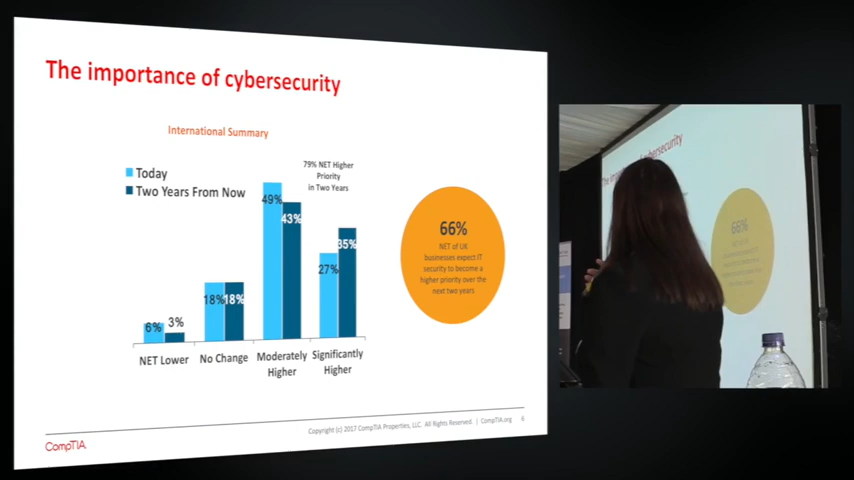 The importance of cybersecurity
International Summary
Today
Two Years From Now
79% NET Higher
Priority
in Two Years
6%
3%
18%
18%
49%
43%
27%
35%
NET Lower
No Change
Moderately
Higher
Significantly
Higher
66%
NET of UK
businesses expect IT
security to become a
higher priority over the
next two years
Copyright (c) 2017 CompTIA Properties, LLC. All Rights Reserved. | CompTIA.org
6
CompTIA
cybersecurity
66%